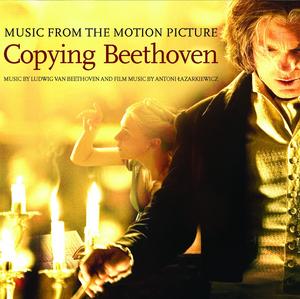 MUSIC FROM THE MOTION PICTURE
Copying Beethoven
MUSIC BY LUDWIG VAN BEETHOVEN AND FILM MUSIC BY ANTONI ŁAZARKIEWICZ